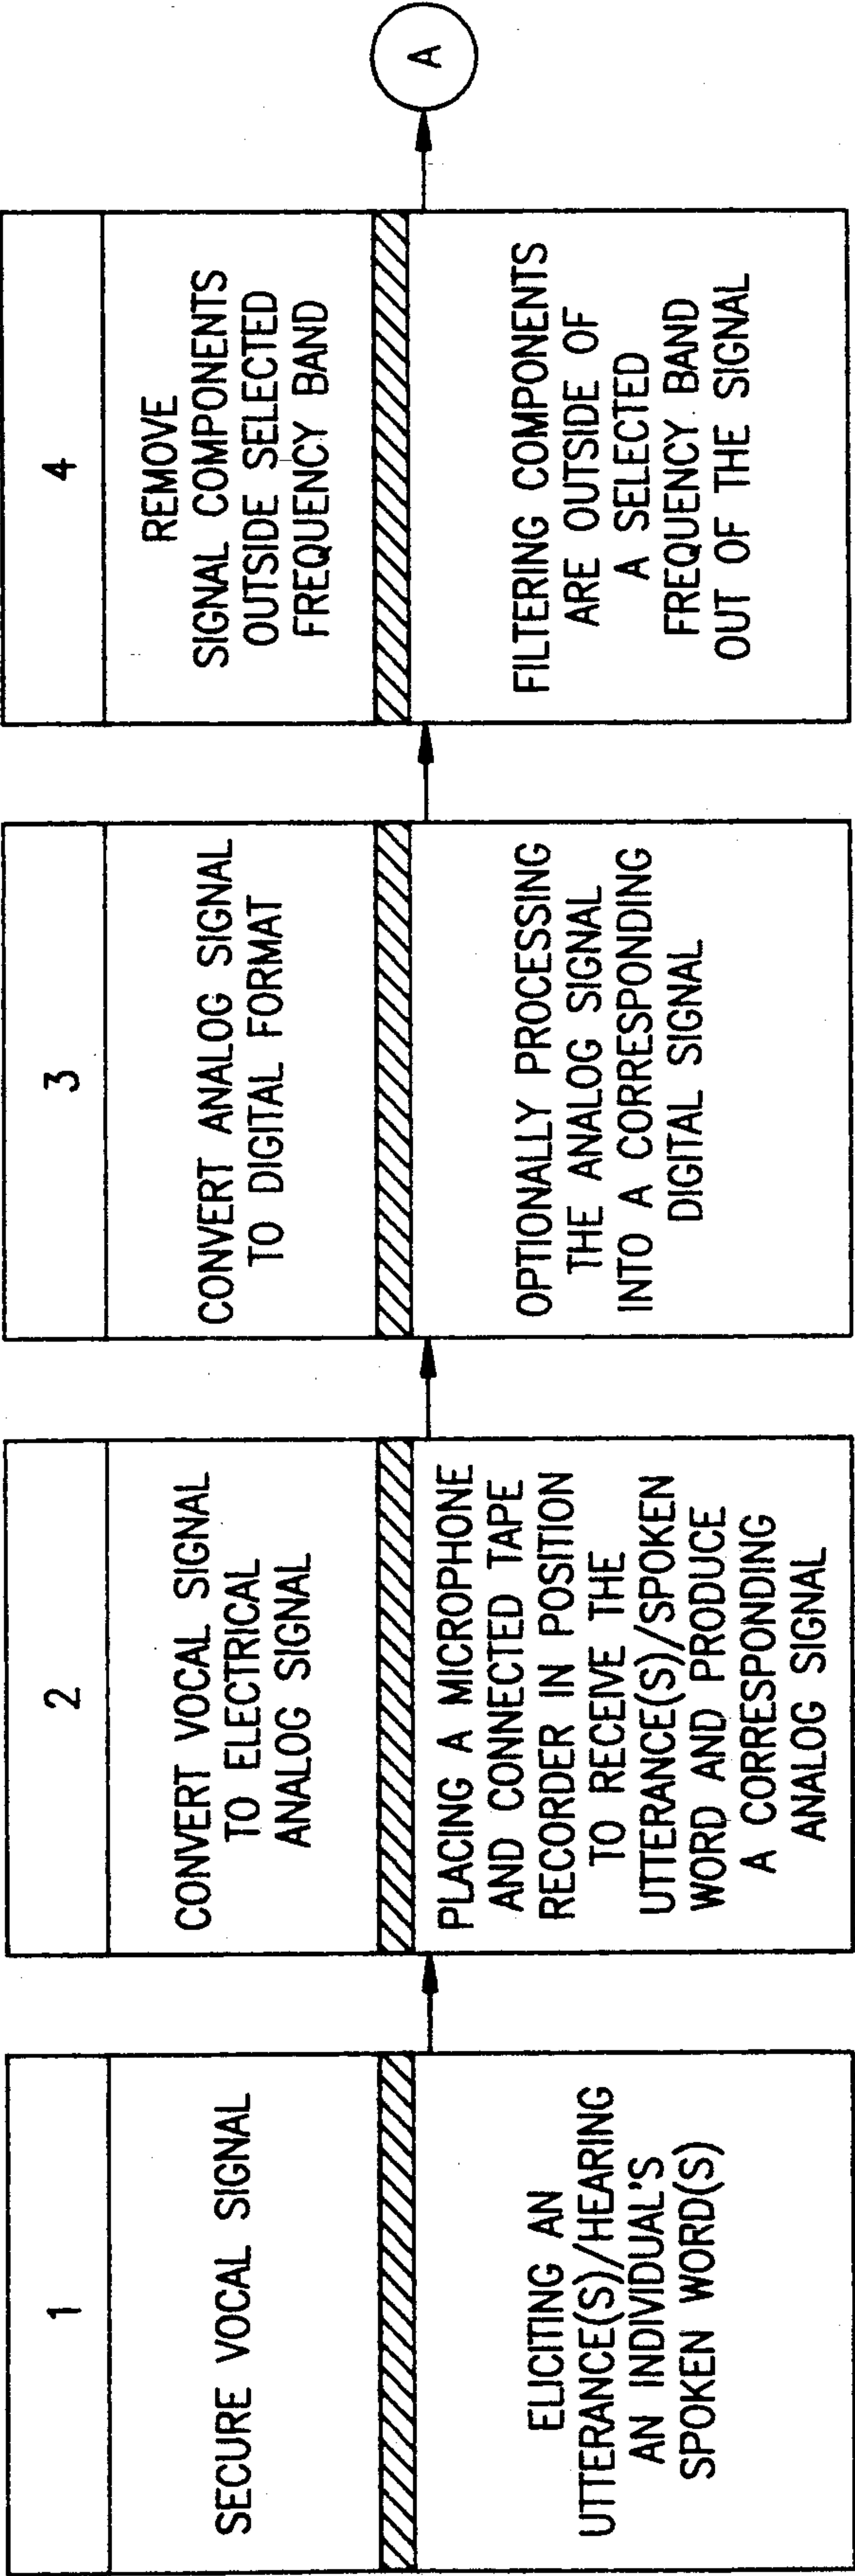 1
SECURE VOCAL SIGNAL
ELICITING AN
UTTERANCE(S)/HEARING
AN INDIVIDUAL'S
SPOKEN WORD(S)
2
CONVERT VOCAL SIGNAL
TO ELECTRICAL
ANALOG SIGNAL
PLACING A MICROPHONE
AND CONNECTED TAPE
RECORDER IN POSITION
TO RECEIVE THE
UTTERANCE(S)/SPOKEN
WORD AND PRODUCE
A CORRESPONDING
ANALOG SIGNAL
3
CONVERT ANALOG SIGNAL
TO DIGITAL FORMAT
OPTIONALLY PROCESSING
THE ANALOG SIGNAL
INTO A CORRESPONDING
DIGITAL SIGNAL
4
REMOVE
SIGNAL COMPONENTS
OUTSIDE SELECTED
FREQUENCY BAND
FILTERING COMPONENTS
ARE OUTSIDE OF
A SELECTED
FREQUENCY BAND
OUT OF THE SIGNAL
A